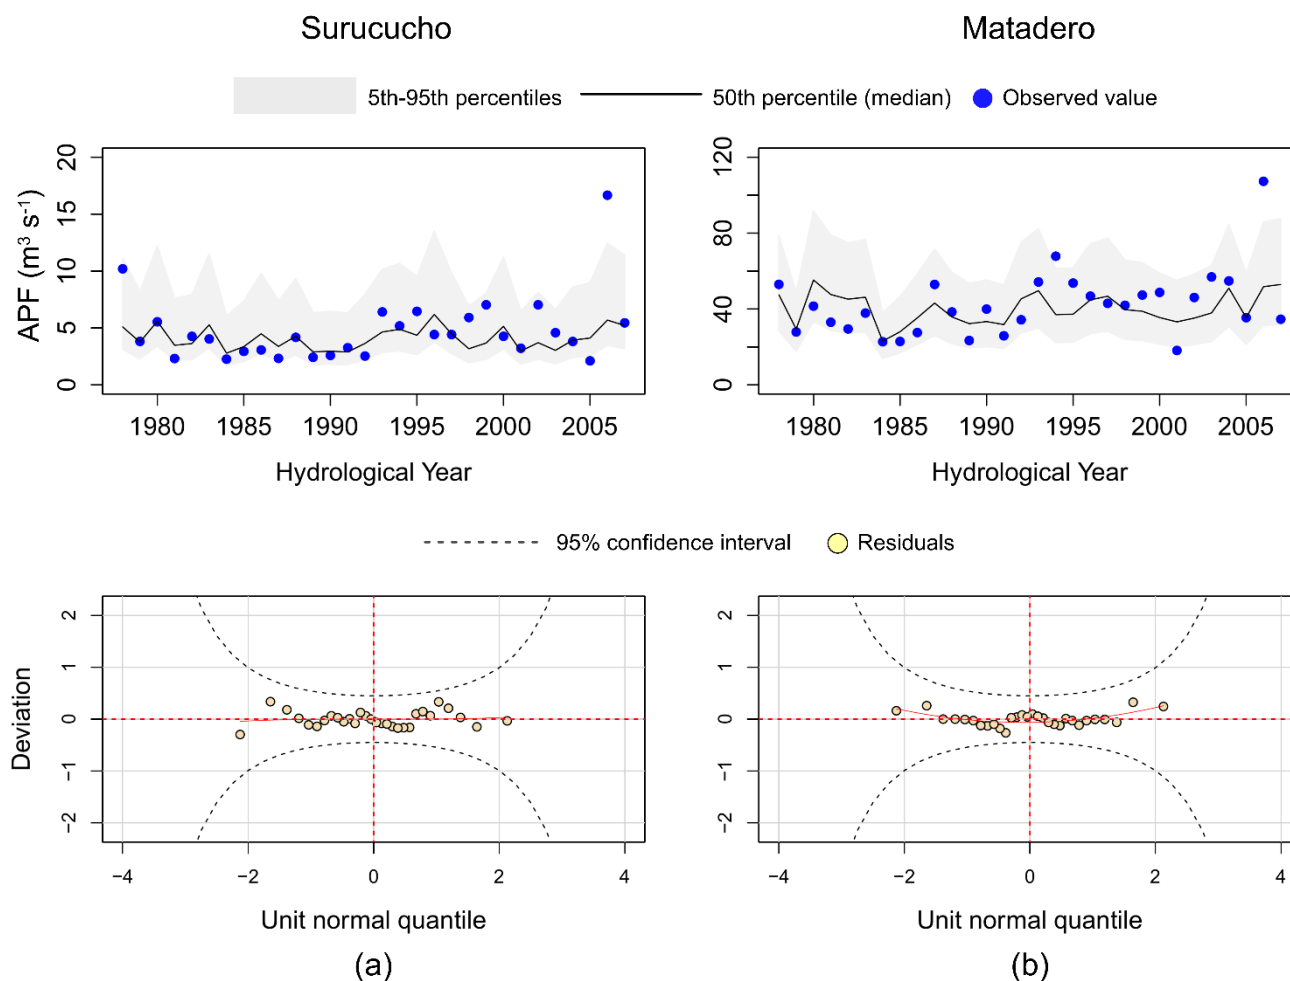 Surucucho
Matadero
5th-95th percentiles
50th percentile (median)
Observed value
20
15
10
5
0
APF (m³ s⁻¹)
1980 1985 1990 1995 2000 2005
Hydrological Year
120
80
40
0
1980 1985 1990 1995 2000 2005
Hydrological Year
95% confidence interval
Residuals
2
1
0
−1
−2
Deviation
−4 −2 0 2 4
Unit normal quantile
(a)
2
1
0
−1
−2
−4 −2 0 2 4
Unit normal quantile
(b)